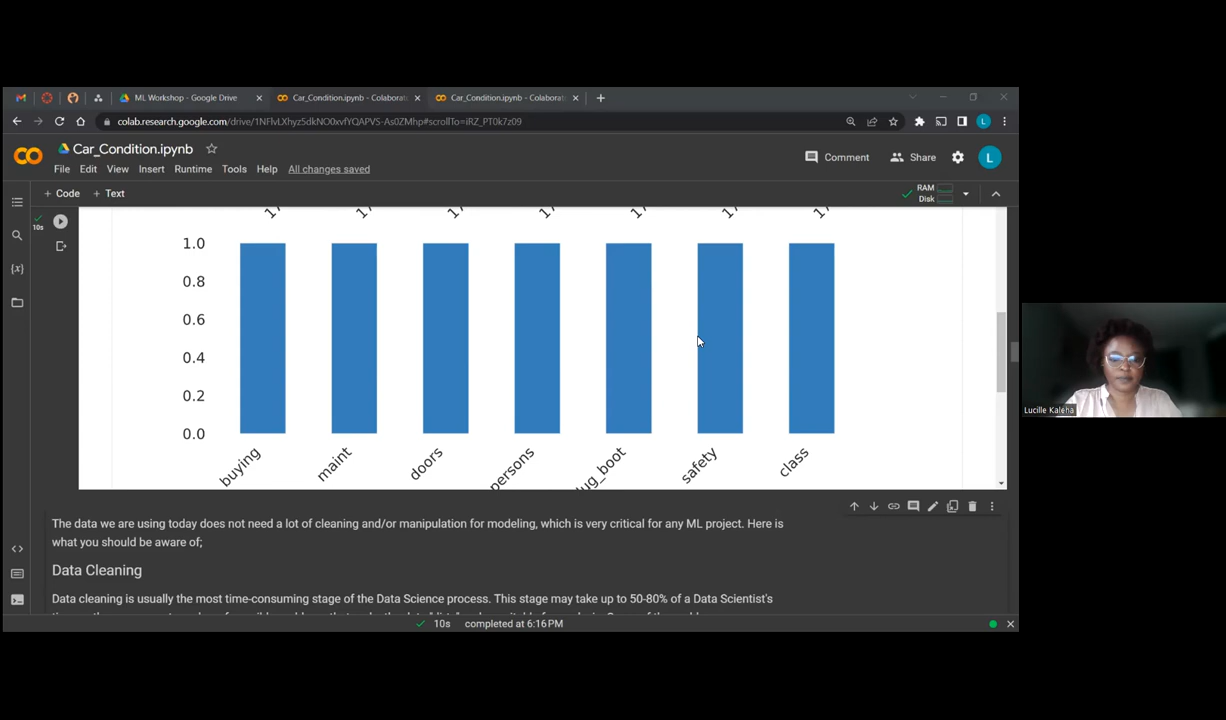 ML Workshop - Google Drive
Car_Condition.ipynb - Colaborato
Car_Condition.ipynb - Colaborat
colab.research.google.com/drive/1NFlvLXhyz5dkNO0xvfYQAPVS-As0ZMhp#scrollTo=iRZ_PT0k7z09
L
Car_Condition.ipynb
Comment
Share
L
File Edit View Insert Runtime Tools Help All changes saved
+ Code + Text
RAM
Disk
10s
{x}
1.0
0.8
0.6
0.4
0.2
0.0
buying
maint
doors
persons
lug_boot
safety
class
The data we are using today does not need a lot of cleaning and/or manipulation for modeling, which is very critical for any ML project. Here is
what you should be aware of;
Data Cleaning
Data cleaning is usually the most time-consuming stage of the Data Science process. This stage may take up to 50-80% of a Data Scientist's
10s completed at 6:16 PM
Lucille Kaleha